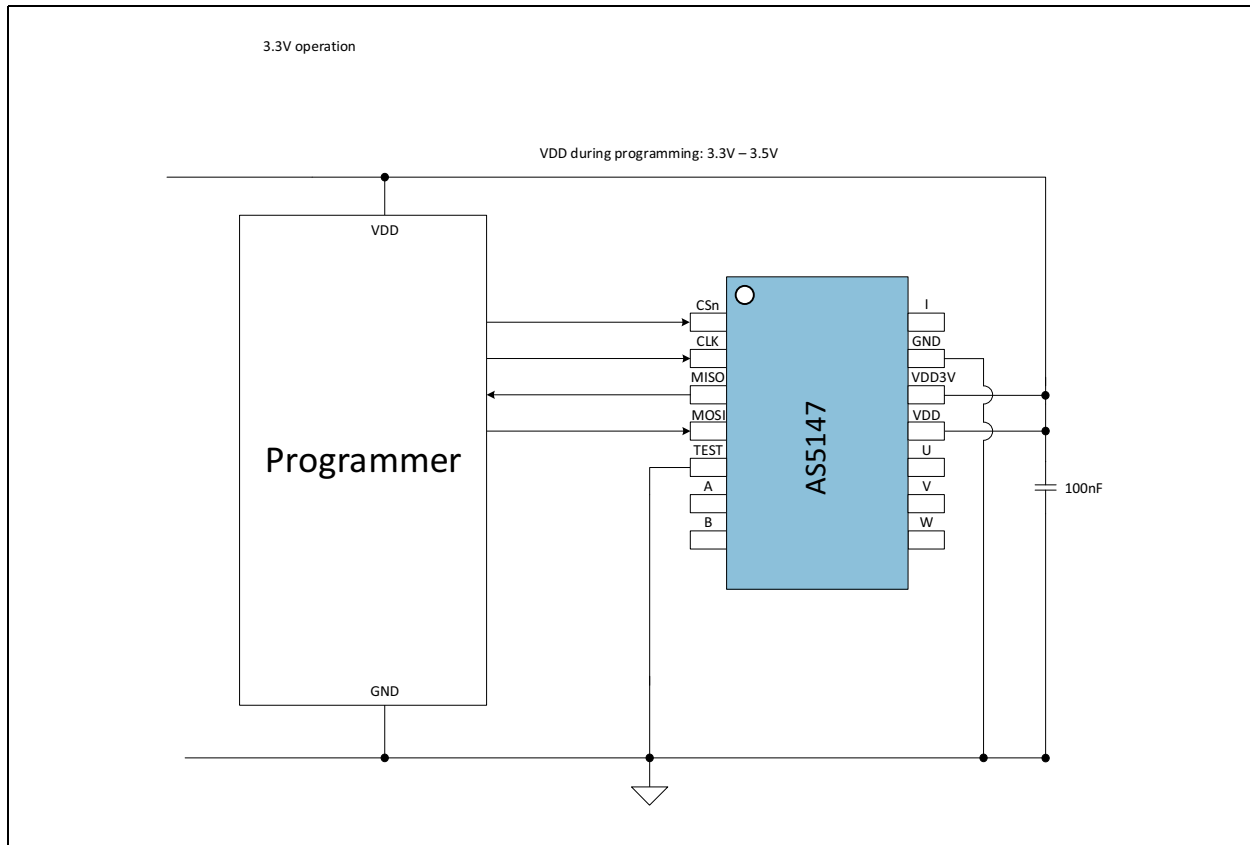 3.3V operation
VDD during programming: 3.3V – 3.5V
VDD
Programmer
GND
CSn
CLK
MISO
MOSI
TEST
A
B
AS5147
I
GND
VDD3V
VDD
U
V
W
100nF